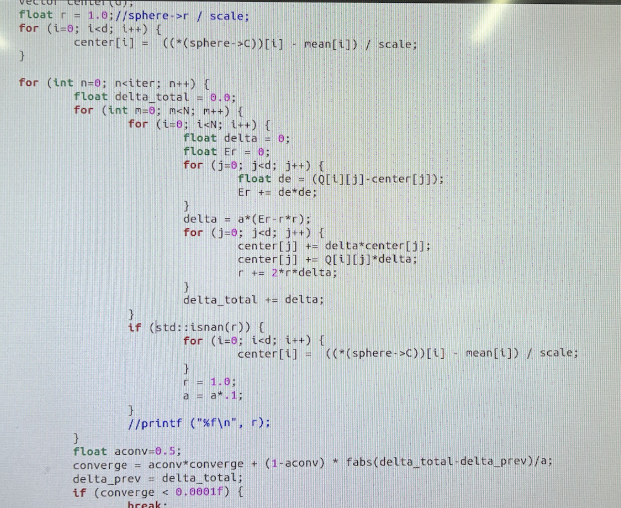 vector center(d);
float r = 1.0;//sphere->r / scale;
for (i=0; i<d; i++) {
center[i] = ((*(sphere->C))[i] - mean[i]) / scale;
}
for (int n=0; n<iter; n++) {
float delta_total = 0.0;
for (int m=0; m<N; m++) {
for (i=0; i<N; i++) {
float delta = 0;
float Er = 0;
for (j=0; j<d; j++) {
float de = (Q[i][j]-center[j]);
Er += de*de;
}
delta = a*(Er-r*r);
for (j=0; j<d; j++) {
center[j] += delta*center[j];
center[j] += Q[i][j]*delta;
r += 2*r*delta;
}
delta_total += delta;
}
if (std::isnan(r)) {
for (i=0; i<d; i++) {
center[i] = ((*(sphere->C))[i] - mean[i]) / scale;
}
r = 1.0;
a = a*.1;
}
//printf ("%f\n", r);
}
float aconv=0.5;
converge = aconv*converge + (1-aconv) * fabs(delta_total-delta_prev)/a;
delta_prev = delta_total;
if (converge < 0.0001f) {
break;